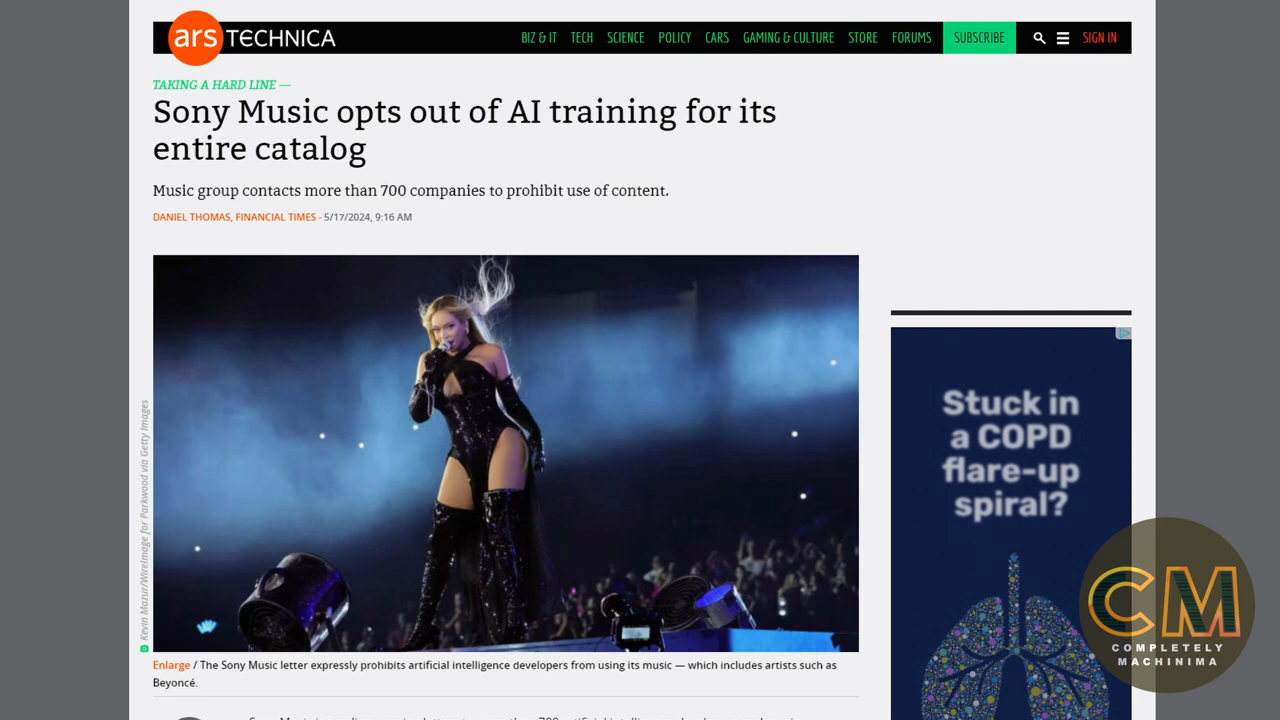 ars TECHNICA
BIZ & IT TECH SCIENCE POLICY CARS GAMING & CULTURE STORE FORUMS SUBSCRIBE SIGN IN
TAKING A HARD LINE —
Sony Music opts out of AI training for its
entire catalog
Music group contacts more than 700 companies to prohibit use of content.
DANIEL THOMAS, FINANCIAL TIMES - 5/17/2024, 9:16 AM
Kevin Mazur/WireImage for Parkwood via Getty Images
Enlarge / The Sony Music letter expressly prohibits artificial intelligence developers from using its music — which includes artists such as
Beyoncé.
Stuck in
a COPD
flare-up
spiral?
CM
COMPLETELY
MACHINIMA